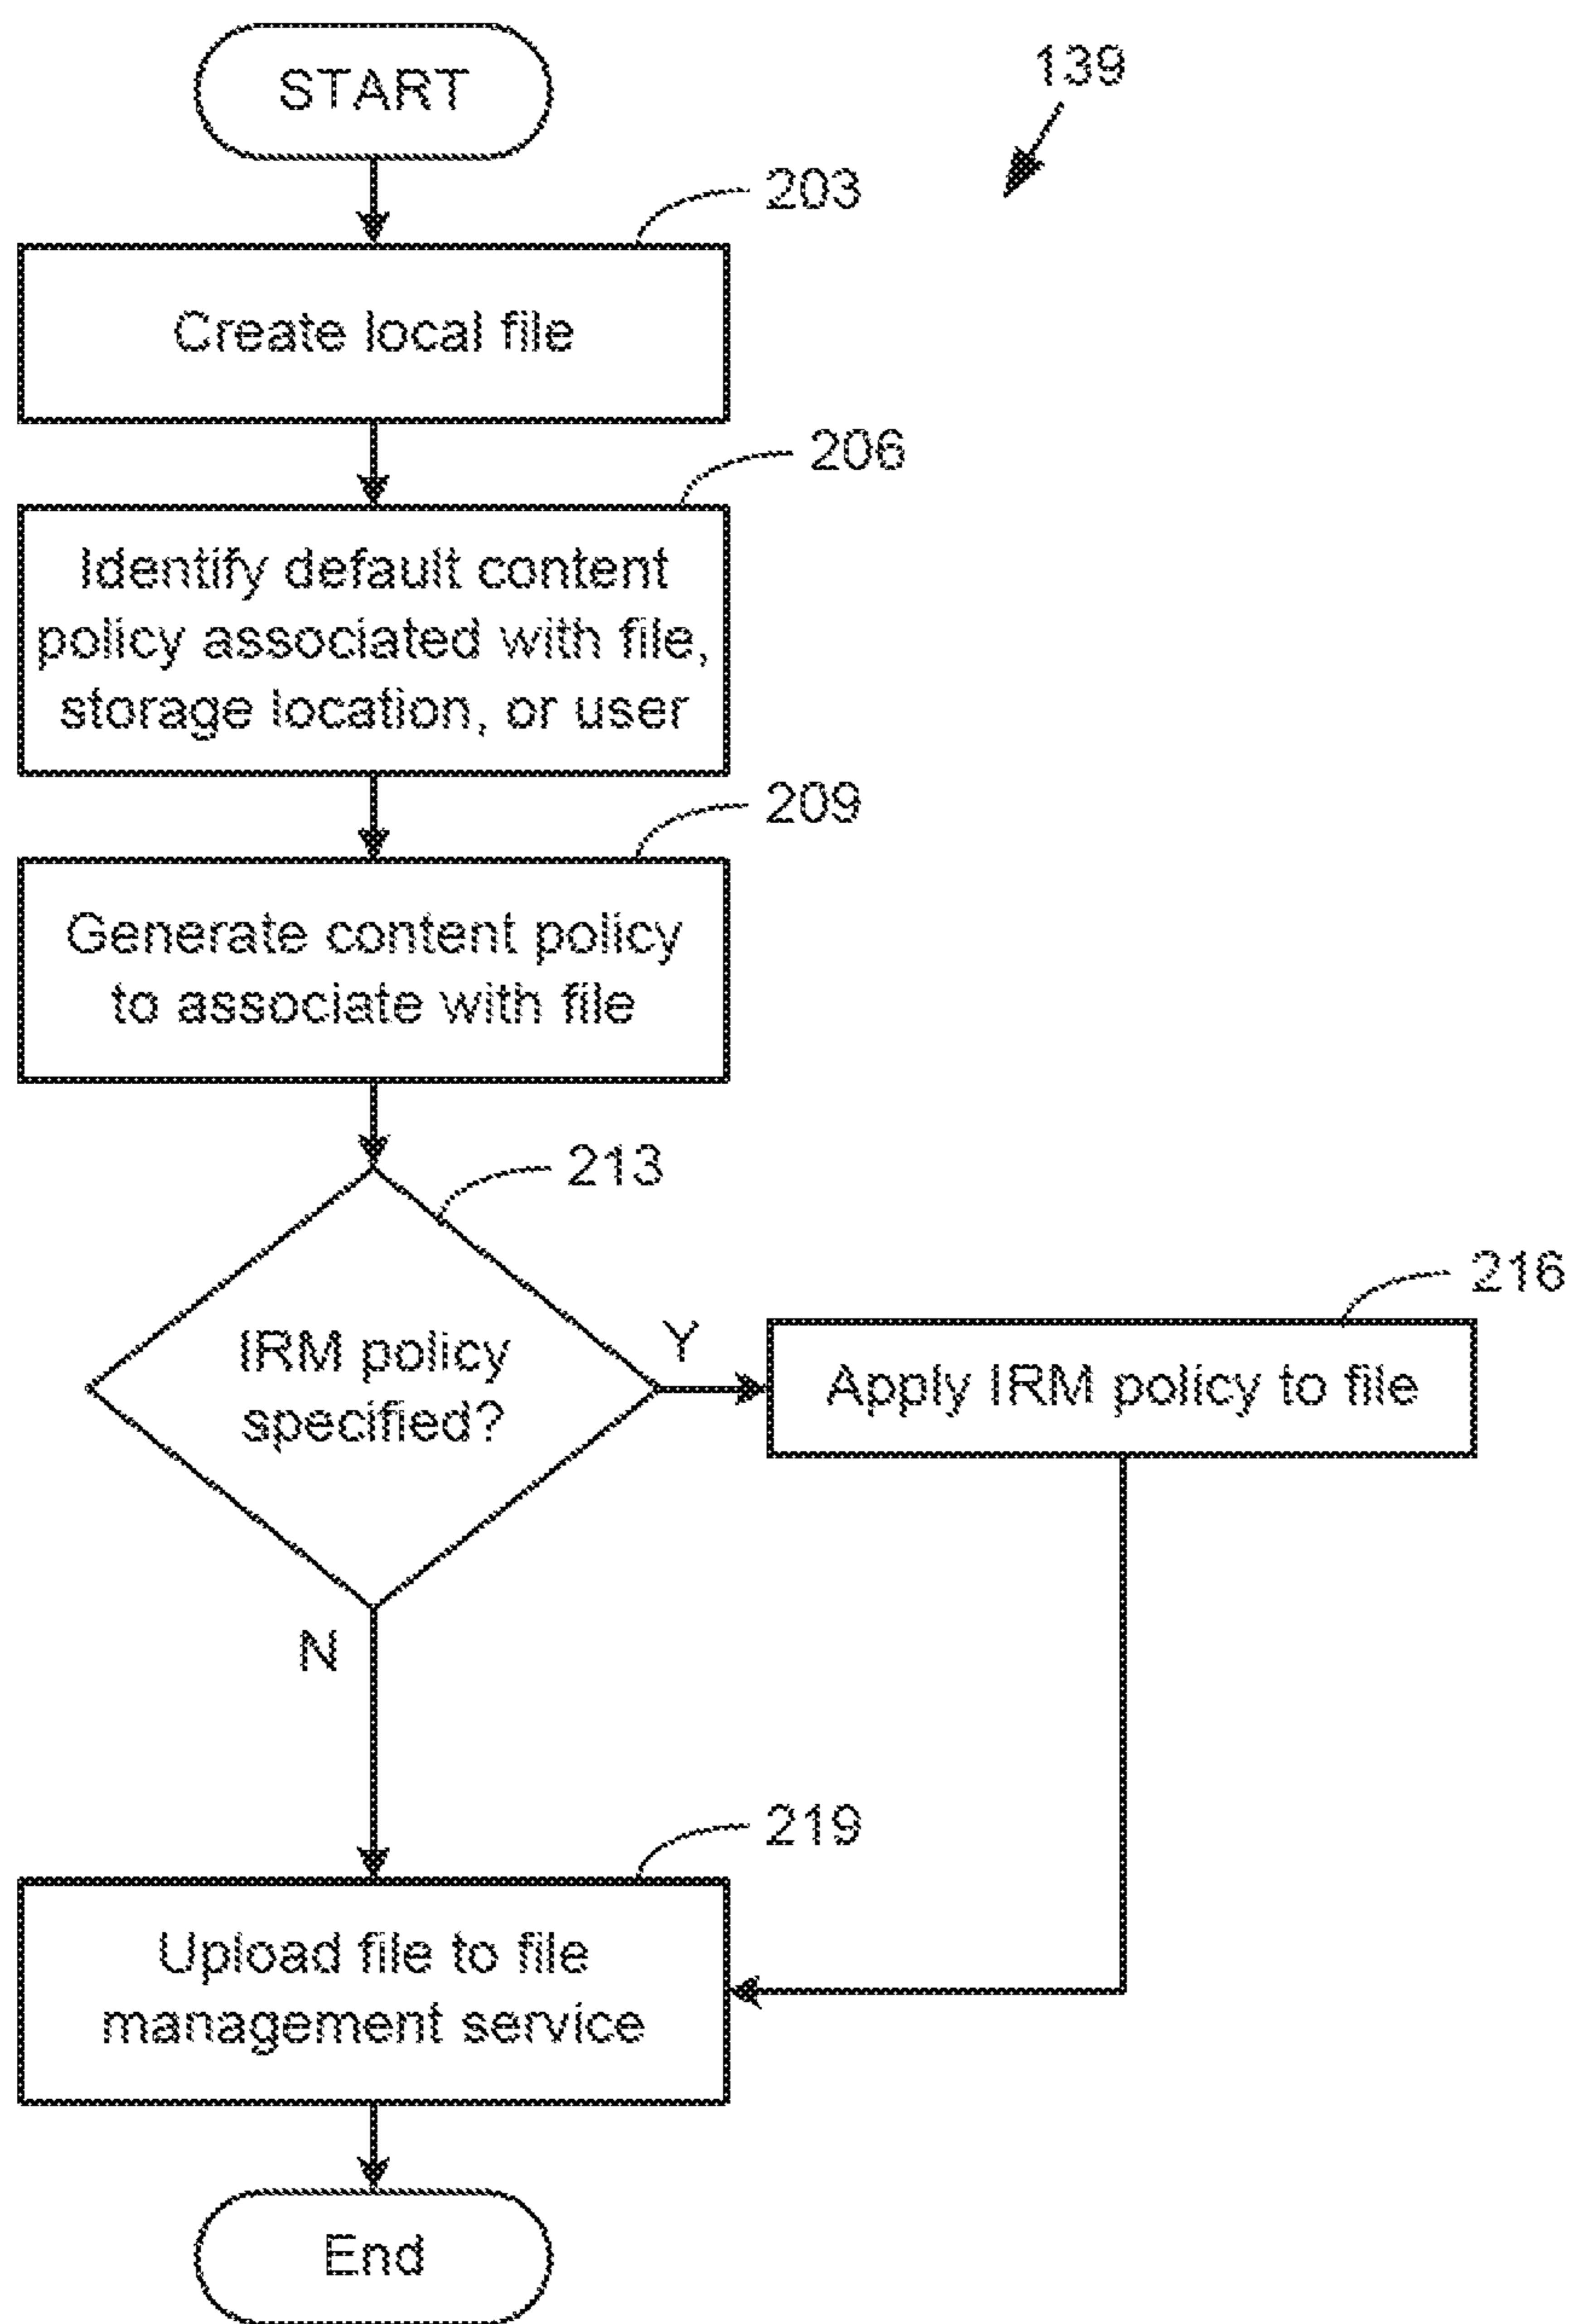 START
139
203
Create local file
206
Identify default content
policy associated with file,
storage location, or user
209
Generate content policy
to associate with file
213
IRM policy
specified?
Y
216
Apply IRM policy to file
N
219
Upload file to file
management service
End